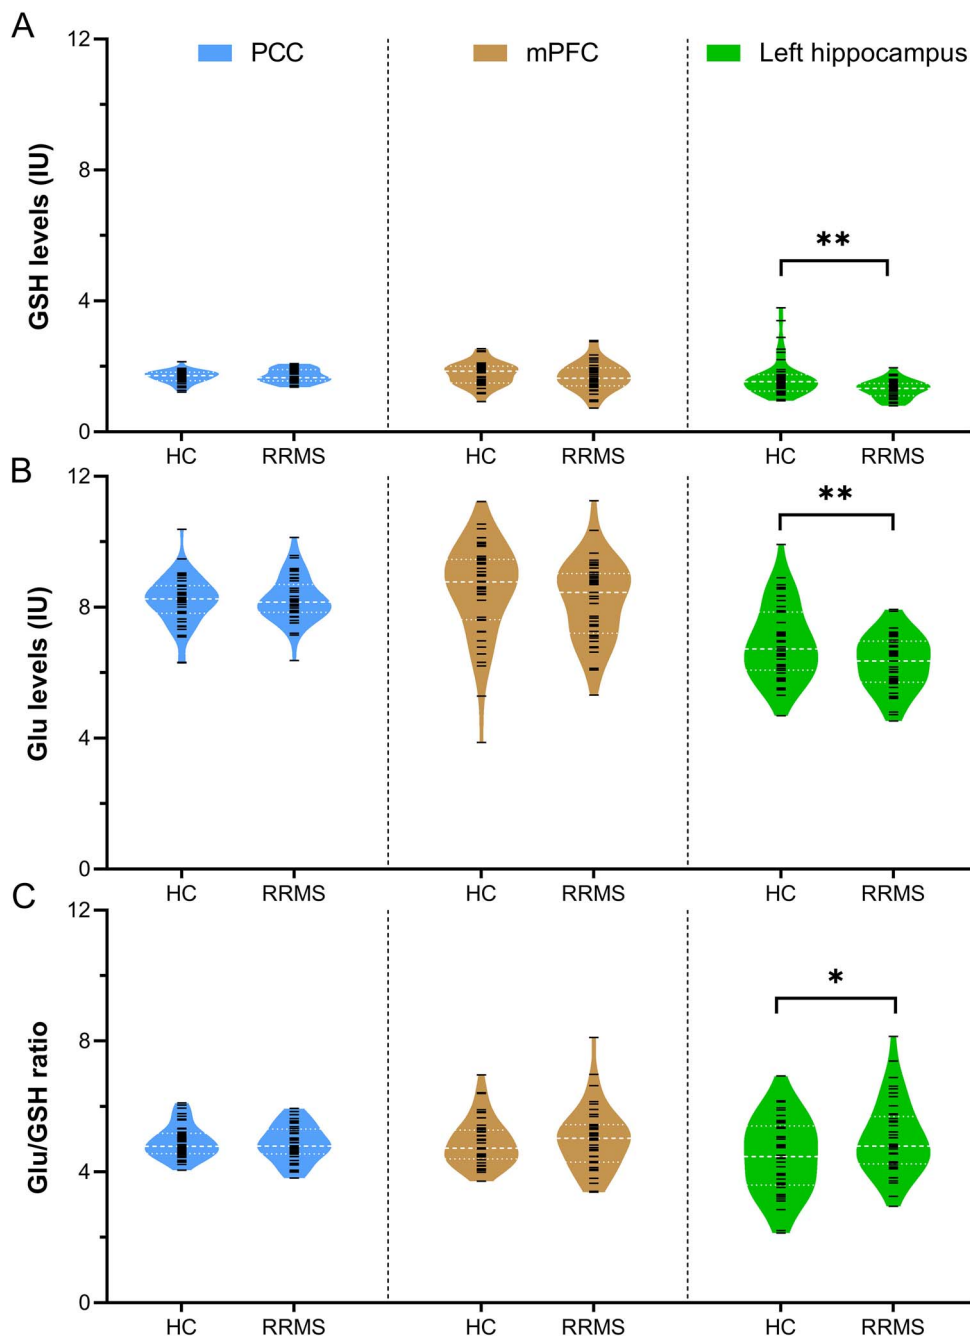 A
12
PCC
mPFC
Left hippocampus
GSH levels (IU)
8
**
4
0
HC
RRMS
HC
RRMS
HC
RRMS
B
12
**
Glu levels (IU)
8
4
0
HC
RRMS
HC
RRMS
HC
RRMS
C
12
*
Glu/GSH ratio
8
4
0
HC
RRMS
HC
RRMS
HC
RRMS